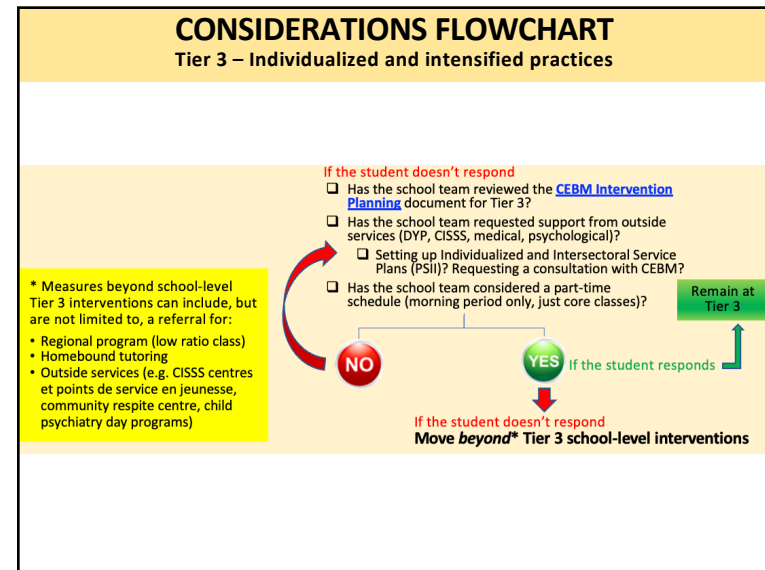 CONSIDERATIONS FLOWCHART
Tier 3 – Individualized and intensified practices
If the student doesn't respond
❑ Has the school team reviewed the CEBM Intervention
Planning document for Tier 3?
❑ Has the school team requested support from outside
services (DYP, CISSS, medical, psychological)?
❑ Setting up Individualized and Intersectoral Service
Plans (PSII)? Requesting a consultation with CEBM?
❑ Has the school team considered a part-time
schedule (morning period only, just core classes)?
* Measures beyond school-level
Tier 3 interventions can include, but
are not limited to, a referral for:
• Regional program (low ratio class)
• Homebound tutoring
• Outside services (e.g. CISSS centres
et points de service en jeunesse,
community respite centre, child
psychiatry day programs)
NO
YES
If the student responds
Remain at
Tier 3
If the student doesn't respond
Move beyond* Tier 3 school-level interventions